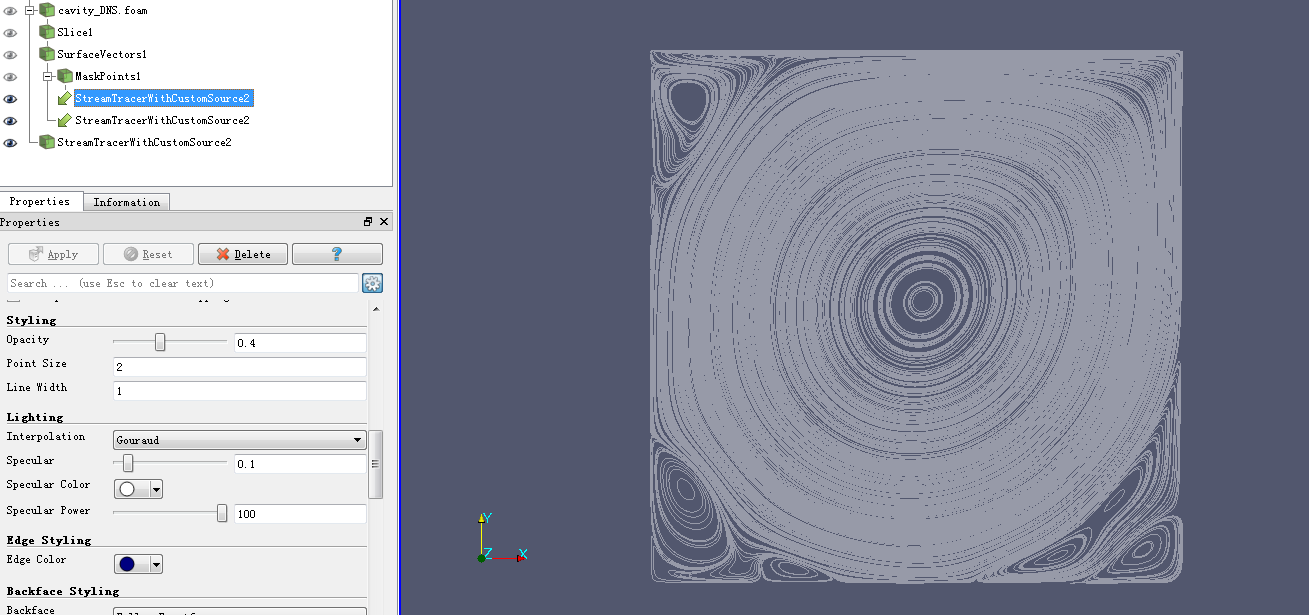 cavity_DNS.foam
Slice1
SurfaceVectors1
MaskPoints1
StreamTracerWithCustomSource2
StreamTracerWithCustomSource2
StreamTracerWithCustomSource2
Properties Information
Properties
Apply Reset Delete ?
Search ... (use Esc to clear text)
Styling
Opacity 0.4
Point Size 2
Line Width 1
Lighting
Interpolation Gouraud
Specular 0.1
Specular Color
Specular Power 100
Edge Styling
Edge Color
Backface Styling
Backface
Y
Z X